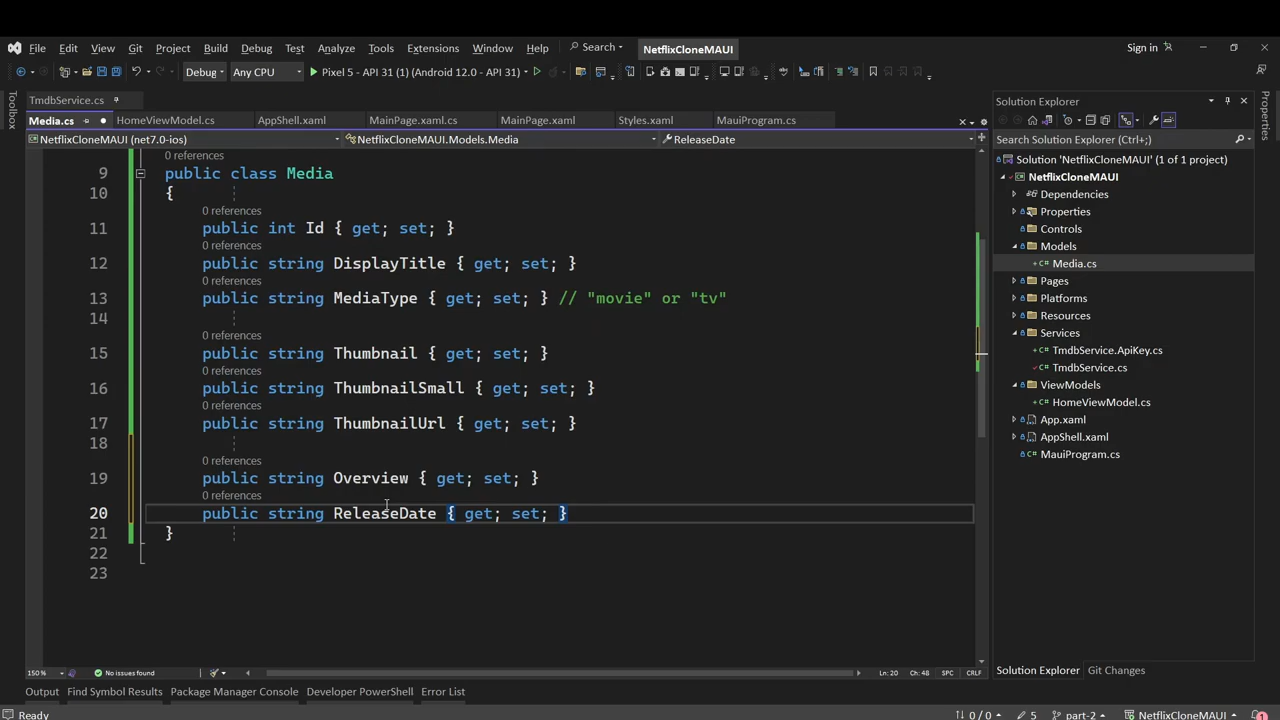 File Edit View Git Project Build Debug Test Analyze Tools Extensions Window Help Search NetflixCloneMAUI Sign in
Debug Any CPU Pixel 5 - API 31 (1) (Android 12.0 - API 31)
TmdbService.cs
Media.cs HomeViewModel.cs AppShell.xaml MainPage.xaml.cs MainPage.xaml Styles.xaml MauiProgram.cs
NetflixCloneMAUI (net7.0-ios) NetflixCloneMAUI.Models.Media ReleaseDate
0 references
9 public class Media
10 {
0 references
11 public int Id { get; set; }
0 references
12 public string DisplayTitle { get; set; }
0 references
13 public string MediaType { get; set; } // "movie" or "tv"
14
0 references
15 public string Thumbnail { get; set; }
0 references
16 public string ThumbnailSmall { get; set; }
0 references
17 public string ThumbnailUrl { get; set; }
18
0 references
19 public string Overview { get; set; }
0 references
20 public string ReleaseDate { get; set; }
21 }
22
23
150 % No issues found Ln: 20 Ch: 48 SPC CRLF
Output Find Symbol Results Package Manager Console Developer PowerShell Error List
Ready 0 / 0 5 part-2 NetflixCloneMAUI 1
Toolbox
Solution Explorer
Search Solution Explorer (Ctrl+;)
Solution 'NetflixCloneMAUI' (1 of 1 project)
NetflixCloneMAUI
Dependencies
Properties
Controls
Models
C# Media.cs
Pages
Platforms
Resources
Services
C# TmdbService.ApiKey.cs
C# TmdbService.cs
ViewModels
C# HomeViewModel.cs
App.xaml
AppShell.xaml
C# MauiProgram.cs
Solution Explorer Git Changes
Properties